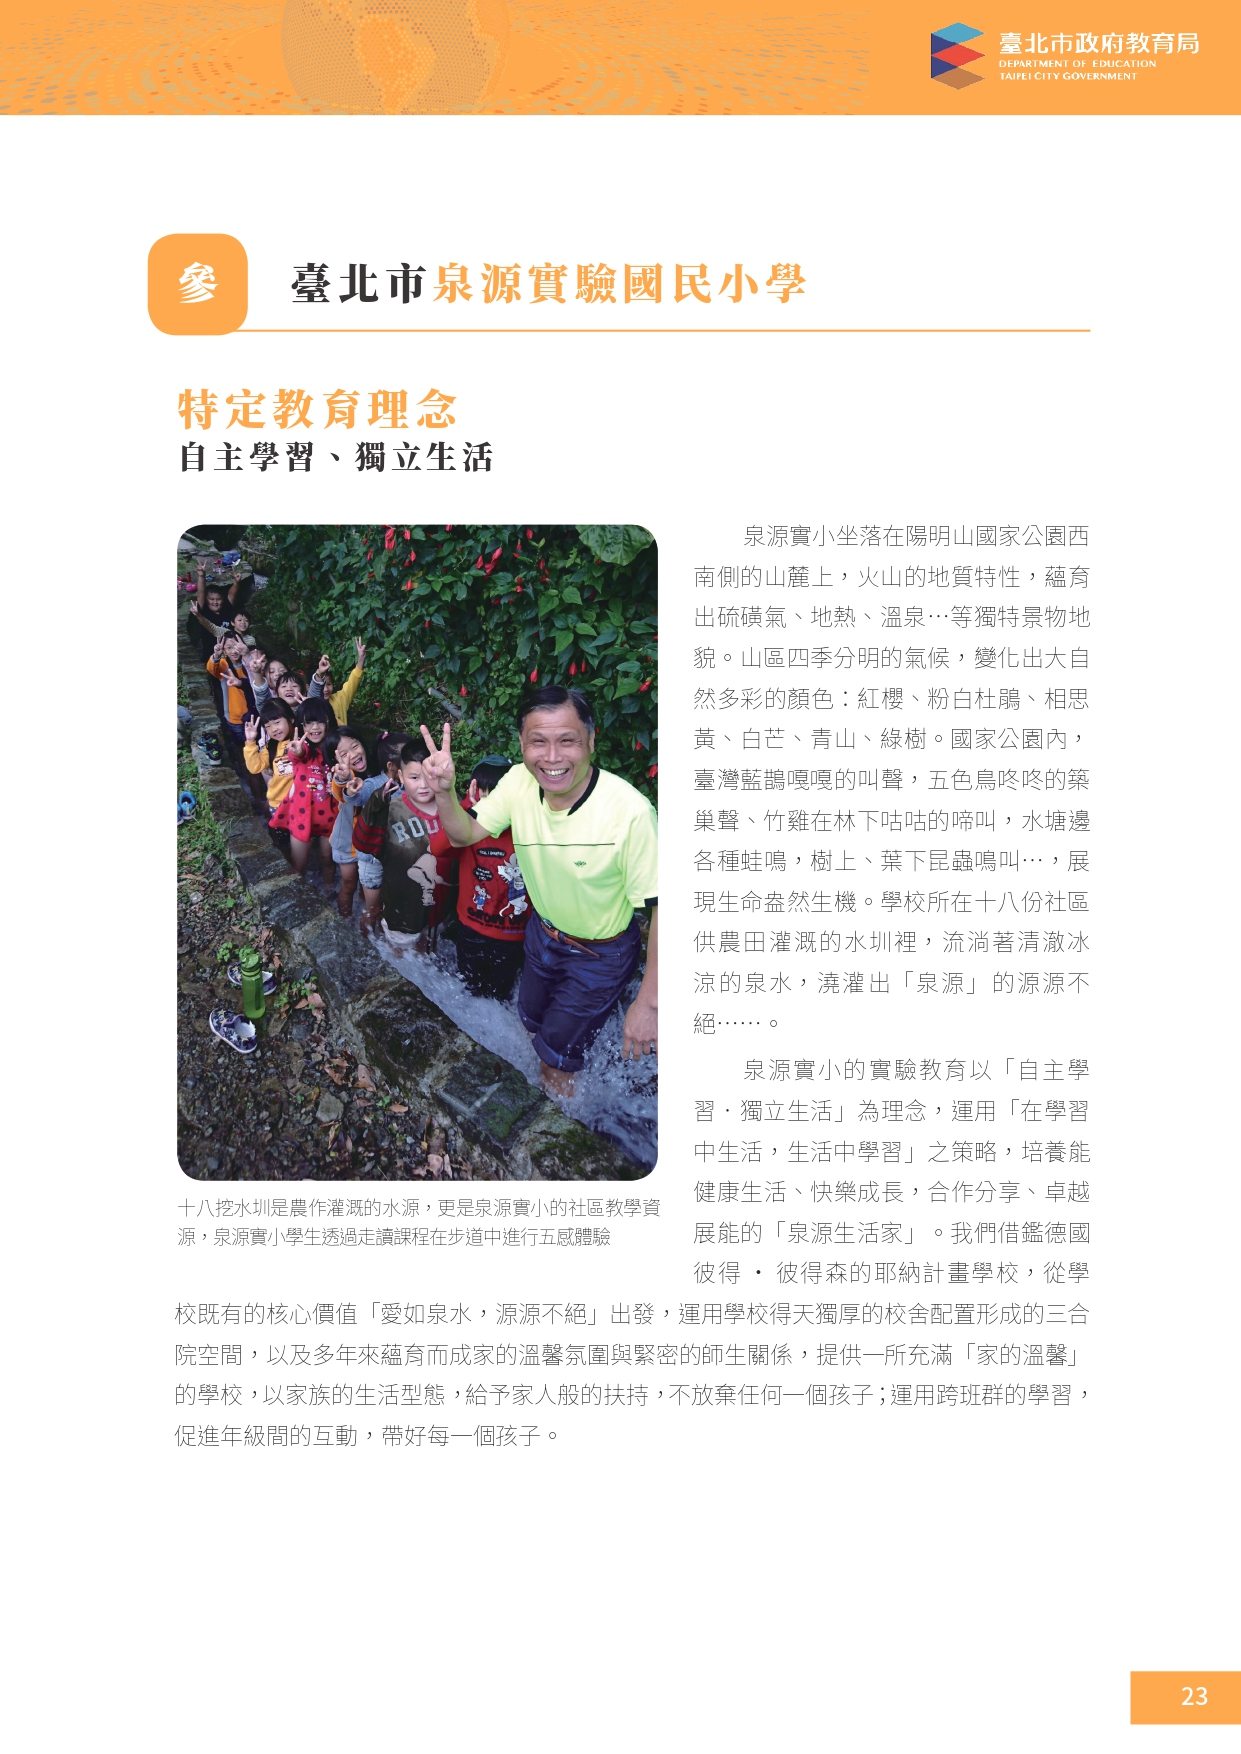 臺北市政府教育局
DEPARTMENT OF EDUCATION
TAIPEI CITY GOVERNMENT
參
臺北市泉源實驗國民小學
特定教育理念
自主學習、獨立生活
泉源實小坐落在陽明山國家公園西
南側的山麓上，火山的地質特性，蘊育
出硫磺氣、地熱、溫泉…等獨特景物地
貌。山區四季分明的氣候，變化出大自
然多彩的顏色：紅櫻、粉白杜鵑、相思
黃、白芒、青山、綠樹。國家公園內，
臺灣藍鵲嘎嘎的叫聲，五色鳥咚咚的築
巢聲、竹雞在林下咕咕的啼叫，水塘邊
各種蛙鳴，樹上、葉下昆蟲鳴叫…，展
現生命盎然生機。學校所在十八份社區
供農田灌溉的水圳裡，流淌著清澈冰
涼的泉水，澆灌出「泉源」的源源不
絕……。
泉源實小的實驗教育以「自主學
習．獨立生活」為理念，運用「在學習
中生活，生活中學習」之策略，培養能
健康生活、快樂成長，合作分享、卓越
展能的「泉源生活家」。我們借鑑德國
彼得 · 彼得森的耶納計畫學校，從學
校既有的核心價值「愛如泉水，源源不絕」出發，運用學校得天獨厚的校舍配置形成的三合
院空間，以及多年來蘊育而成家的溫馨氛圍與緊密的師生關係，提供一所充滿「家的溫馨」
的學校，以家族的生活型態，給予家人般的扶持，不放棄任何一個孩子；運用跨班群的學習，
促進年級間的互動，帶好每一個孩子。
ROU
十八挖水圳是農作灌溉的水源，更是泉源實小的社區教學資
源，泉源實小學生透過走讀課程在步道中進行五感體驗
23